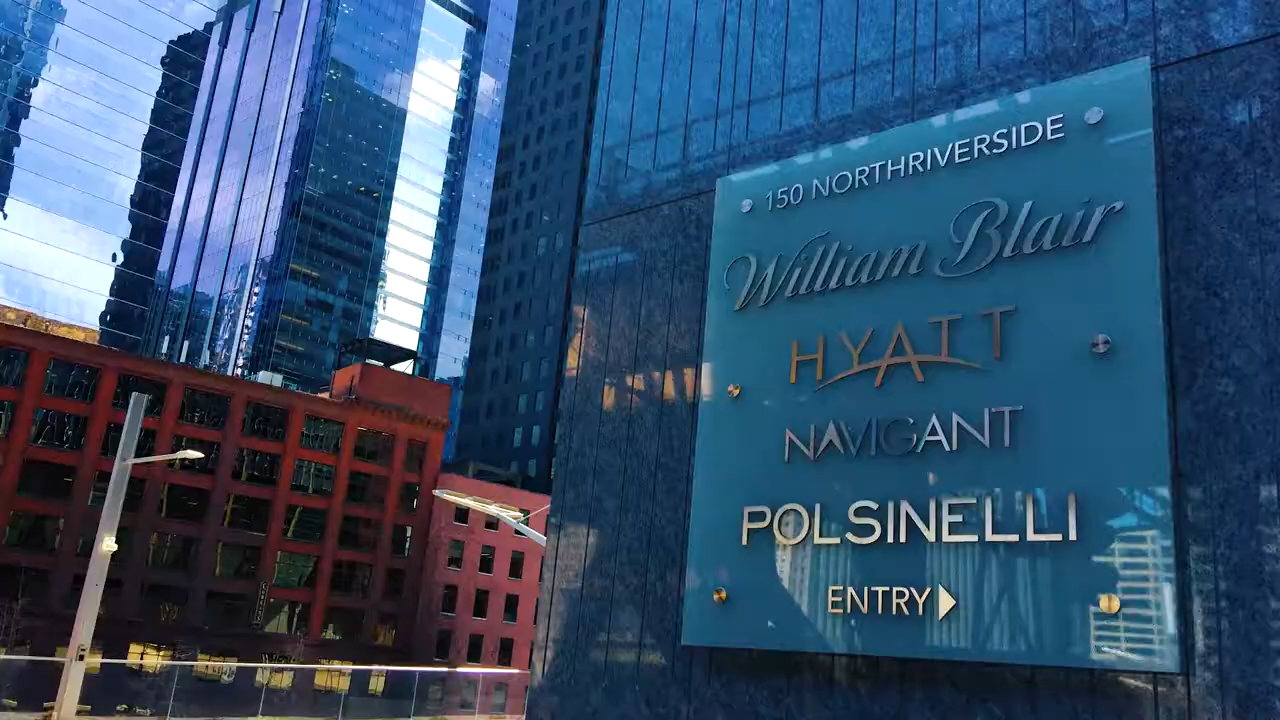 150 NORTHRIVERSIDE
William Blair
HYATT
NAVIGANT
POLSINELLI
ENTRY